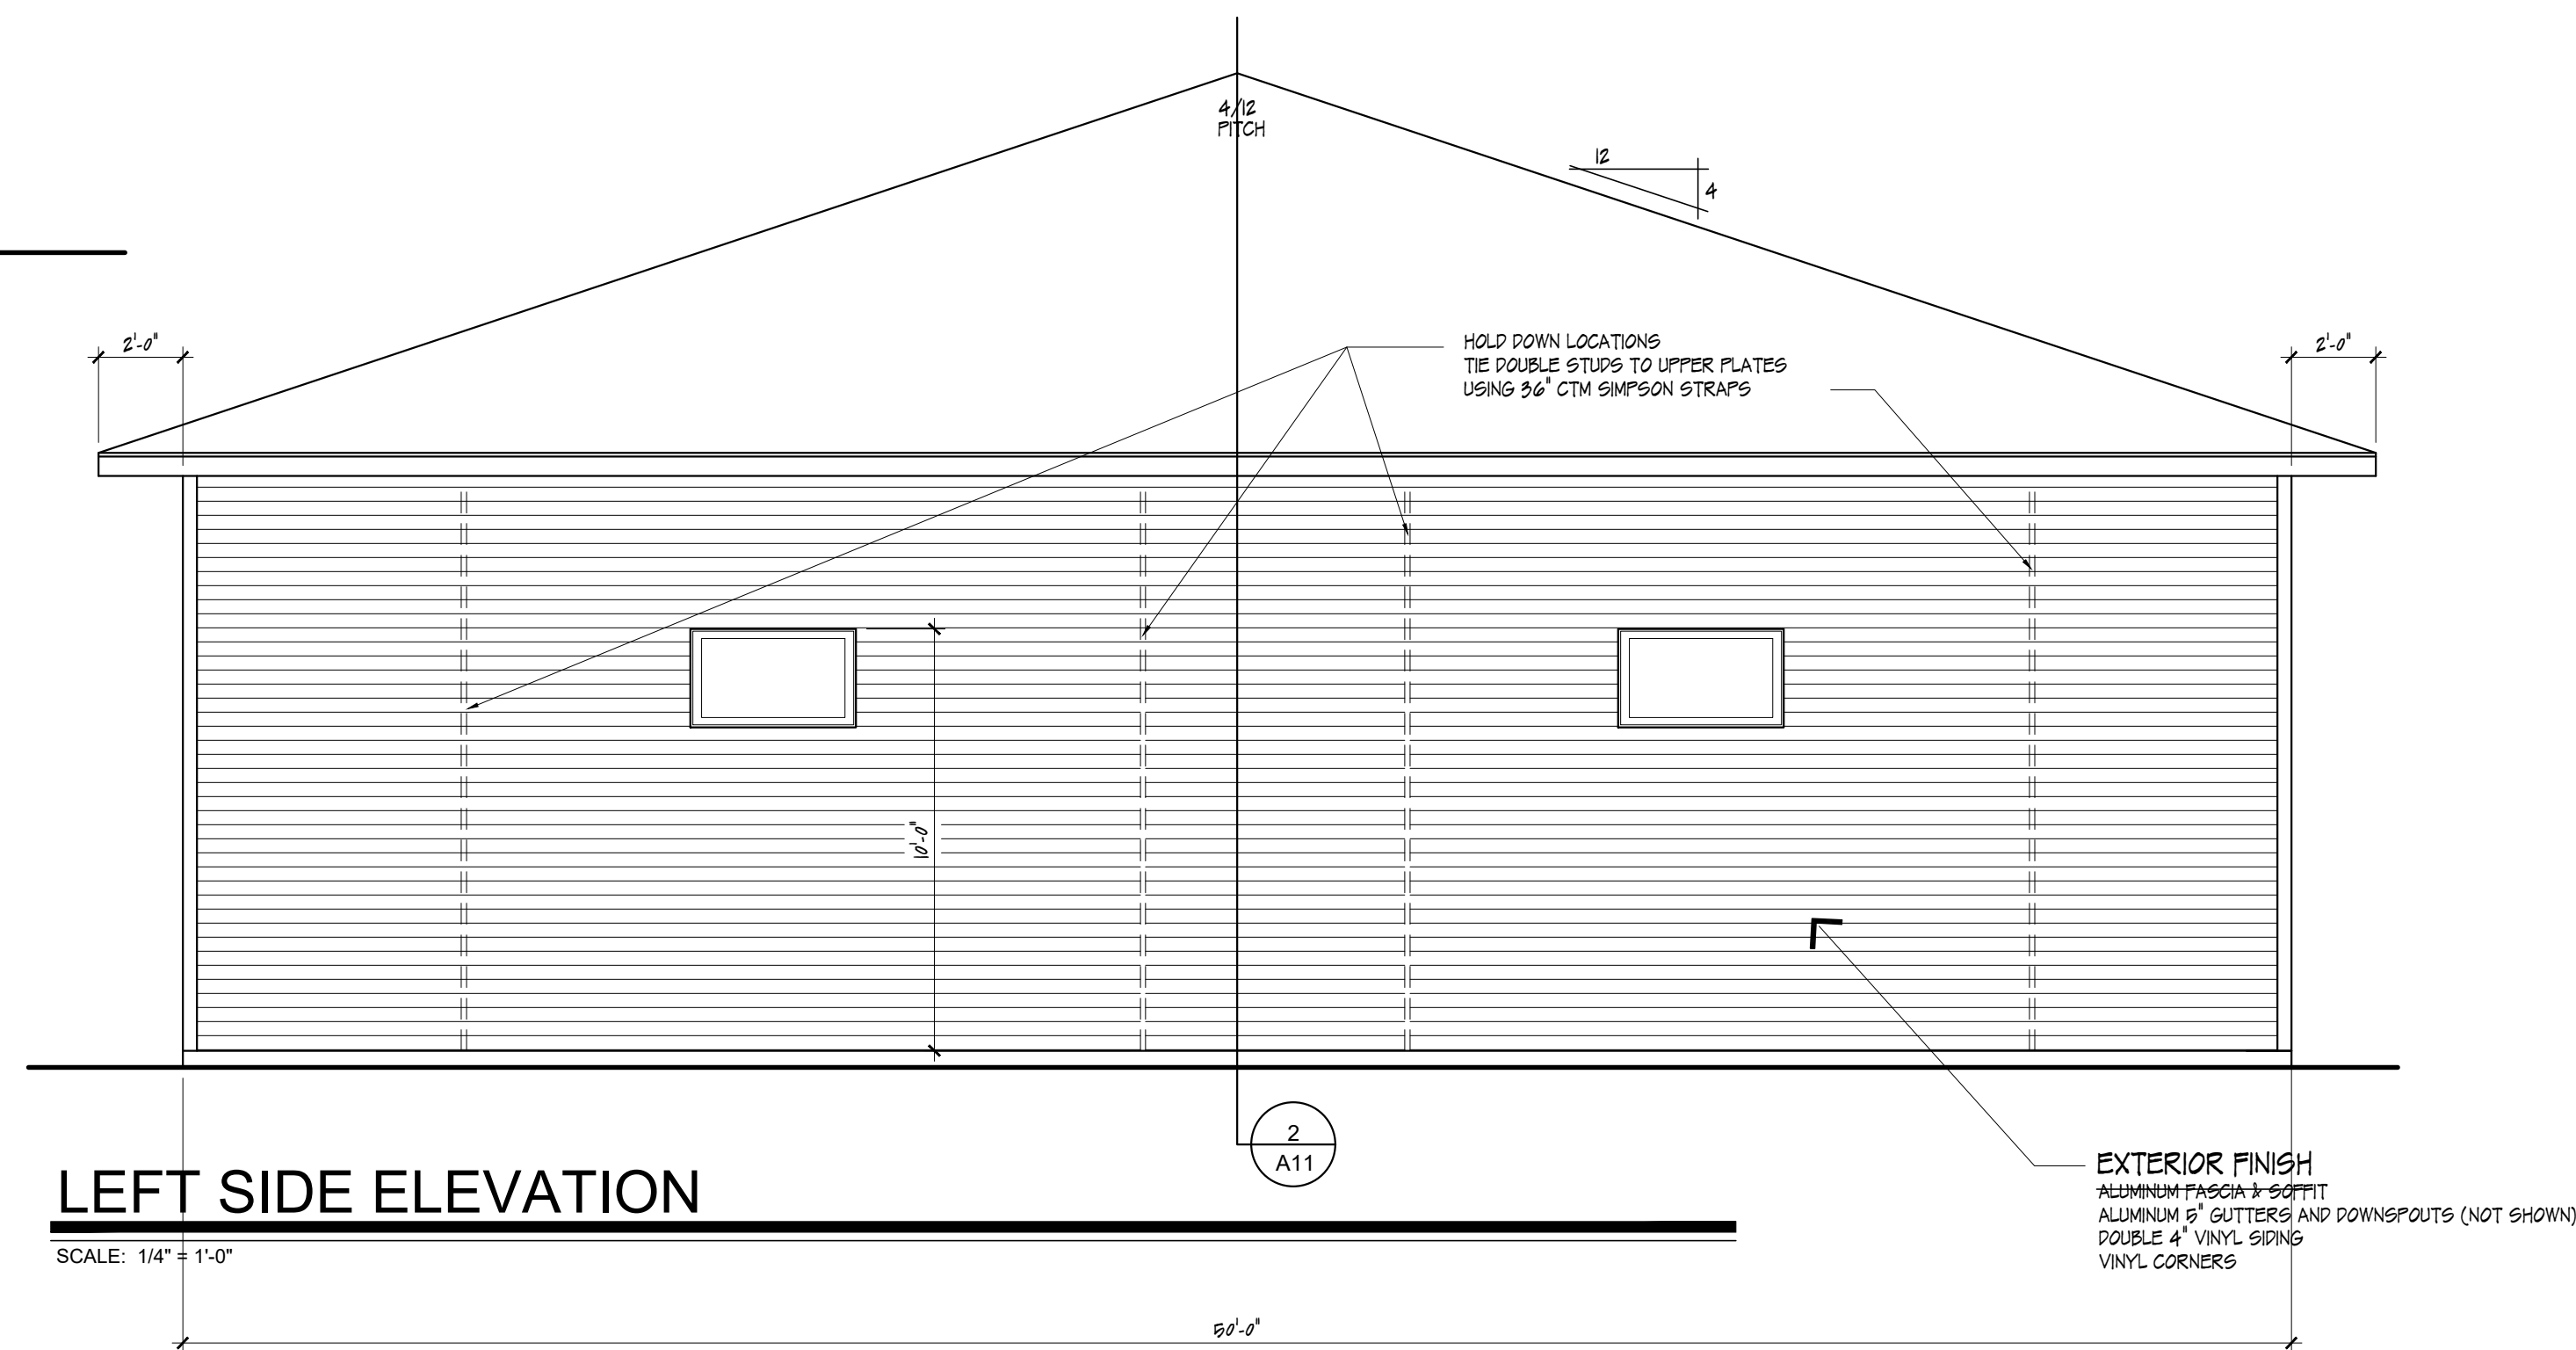 4/12
PITCH
12
4
2'-0"
2'-0"
HOLD DOWN LOCATIONS
TIE DOUBLE STUDS TO UPPER PLATES
USING 36" CTM SIMPSON STRAPS
10'-0"
2
A11
LEFT SIDE ELEVATION
SCALE: 1/4" = 1'-0"
EXTERIOR FINISH
ALUMINUM FASCIA & SOFFIT
ALUMINUM 5" GUTTERS AND DOWNSPOUTS (NOT SHOWN)
DOUBLE 4" VINYL SIDING
VINYL CORNERS
50'-0"